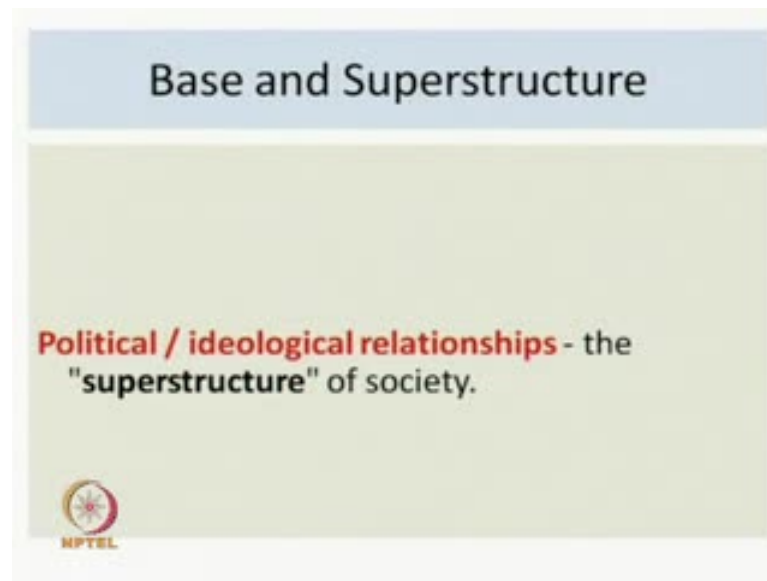 Base and Superstructure
Political / ideological relationships - the
"superstructure" of society.
NPTEL